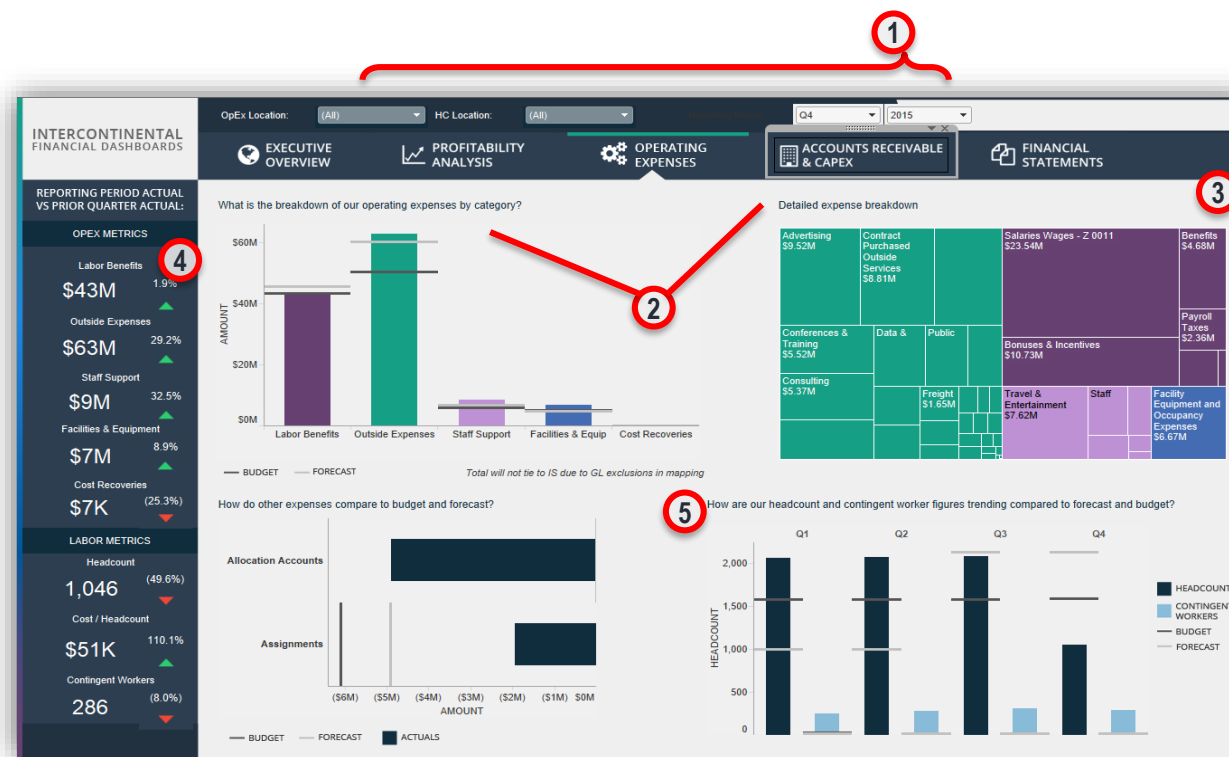 1
OpEx Location:
(All)
HC Location:
(All)
Q4
2015
INTERCONTINENTAL
FINANCIAL DASHBOARDS
EXECUTIVE
OVERVIEW
PROFITABILITY
ANALYSIS
OPERATING
EXPENSES
ACCOUNTS RECEIVABLE
& CAPEX
FINANCIAL
STATEMENTS
REPORTING PERIOD ACTUAL
VS PRIOR QUARTER ACTUAL:
OPEX METRICS
4
Labor Benefits
$43M
1.9%
Outside Expenses
$63M
29.2%
Staff Support
$9M
32.5%
Facilities & Equipment
$7M
8.9%
Cost Recoveries
$7K
(25.3%)
LABOR METRICS
Headcount
1,046
(49.6%)
Cost / Headcount
$51K
110.1%
Contingent Workers
286
(8.0%)
What is the breakdown of our operating expenses by category?
$60M
$40M
$20M
$0M
AMOUNT
Labor Benefits
Outside Expenses
Staff Support
Facilities & Equip
Cost Recoveries
BUDGET
FORECAST
Total will not tie to IS due to GL exclusions in mapping
2
Detailed expense breakdown
3
Advertising
$9.52M
Contract
Purchased
Outside
Services
$8.81M
Salaries Wages - Z 0011
$23.54M
Benefits
$4.68M
Conferences &
Training
$5.52M
Data &
Public
Payroll
Taxes
$2.36M
Bonuses & Incentives
$10.73M
Consulting
$5.37M
Freight
$1.65M
Travel &
Entertainment
$7.62M
Staff
Facility
Equipment and
Occupancy
Expenses
$6.67M
How do other expenses compare to budget and forecast?
Allocation Accounts
Assignments
($6M)
($5M)
($4M)
($3M)
($2M)
($1M)
$0M
AMOUNT
BUDGET
FORECAST
ACTUALS
5
How are our headcount and contingent worker figures trending compared to forecast and budget?
Q1
Q2
Q3
Q4
2,000
1,500
1,000
500
0
HEADCOUNT
HEADCOUNT
CONTINGENT
WORKERS
BUDGET
FORECAST